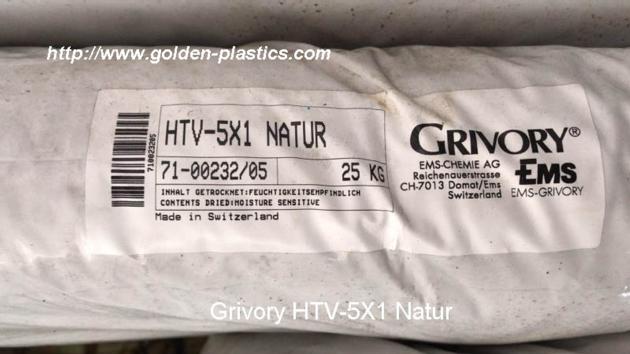 http://www.golden-plastics.com
710023205
HTV-5X1 NATUR
71-00232/05 25 KG
INHALT GETROCKNET:FEUCHTIGKEITSEMPFINDLICH
CONTENTS DRIED:MOISTURE SENSITIVE
Made in Switzerland
GRIVORY®
EMS-CHEMIE AG
Reichenauerstrasse
CH-7013 Domat/Ems
Switzerland
EMS
EMS-GRIVORY
Grivory HTV-5X1 Natur